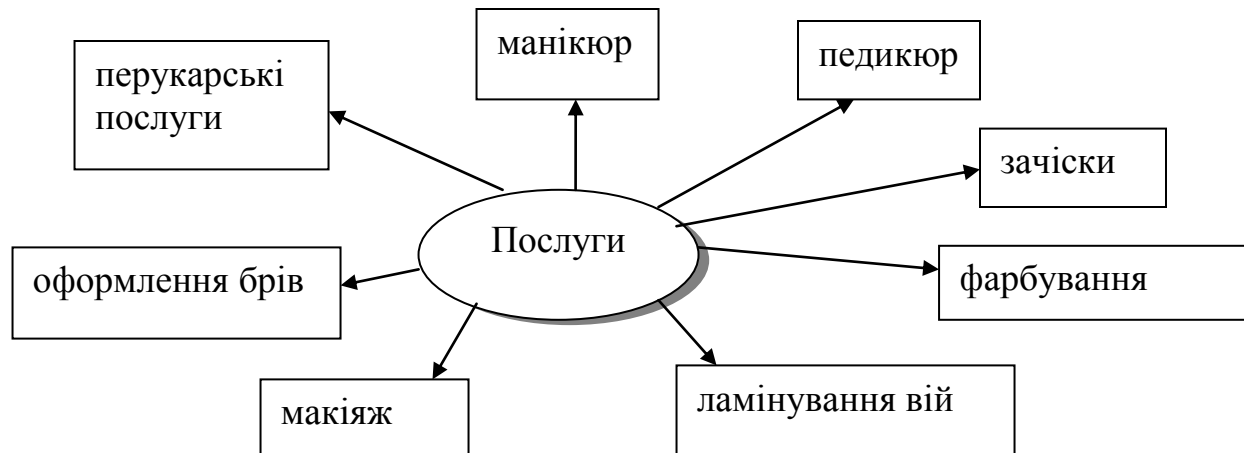 манікюр
педикюр
перукарські
послуги
зачіски
Послуги
оформлення брів
фарбування
макіяж
ламінування вій